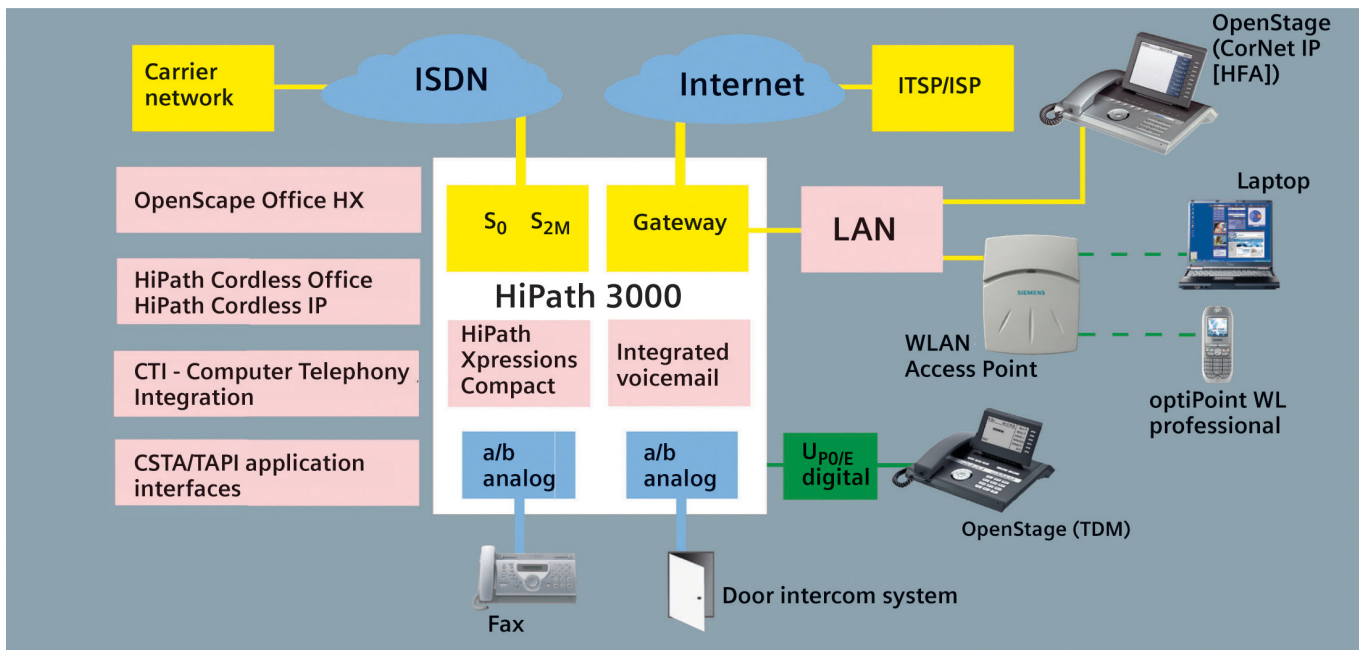 Carrier
network
ISDN
Internet
ITSP/ISP
OpenStage
(CorNet IP
[HFA])
OpenScape Office HX
S0 S2M
Gateway
LAN
Laptop
HiPath Cordless Office
HiPath Cordless IP
HiPath 3000
SIEMENS
HiPath
Xpressions
Compact
Integrated
voicemail
WLAN
Access Point
CTI - Computer Telephony
Integration
optiPoint WL
professional
CSTA/TAPI application
interfaces
a/b
analog
a/b
analog
UP0/E
digital
OpenStage (TDM)
Fax
Door intercom system